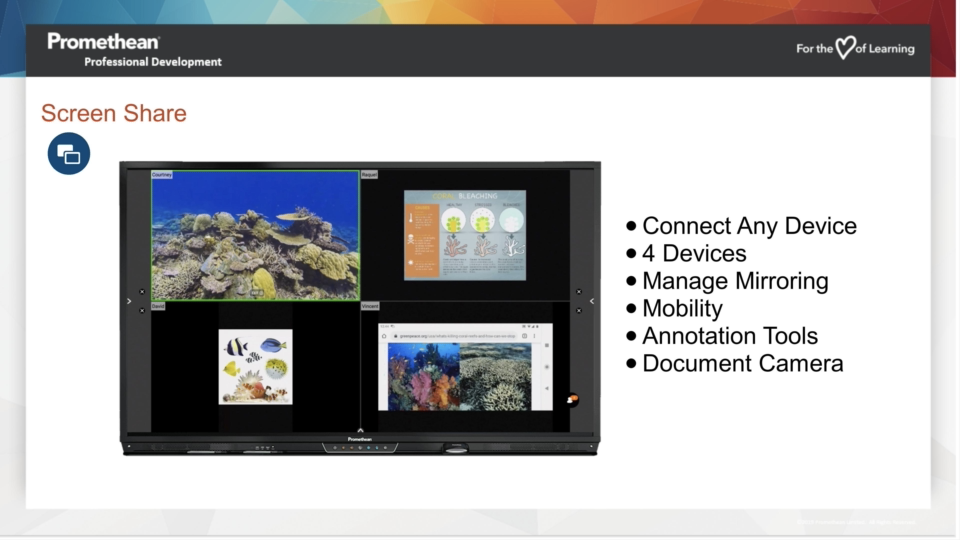 Promethean
Professional Development
For the of Learning
Screen Share
Courtney
Raquel
CORAL BLEACHING
David
Vincent
Promethean
• Connect Any Device
• 4 Devices
• Manage Mirroring
• Mobility
• Annotation Tools
• Document Camera